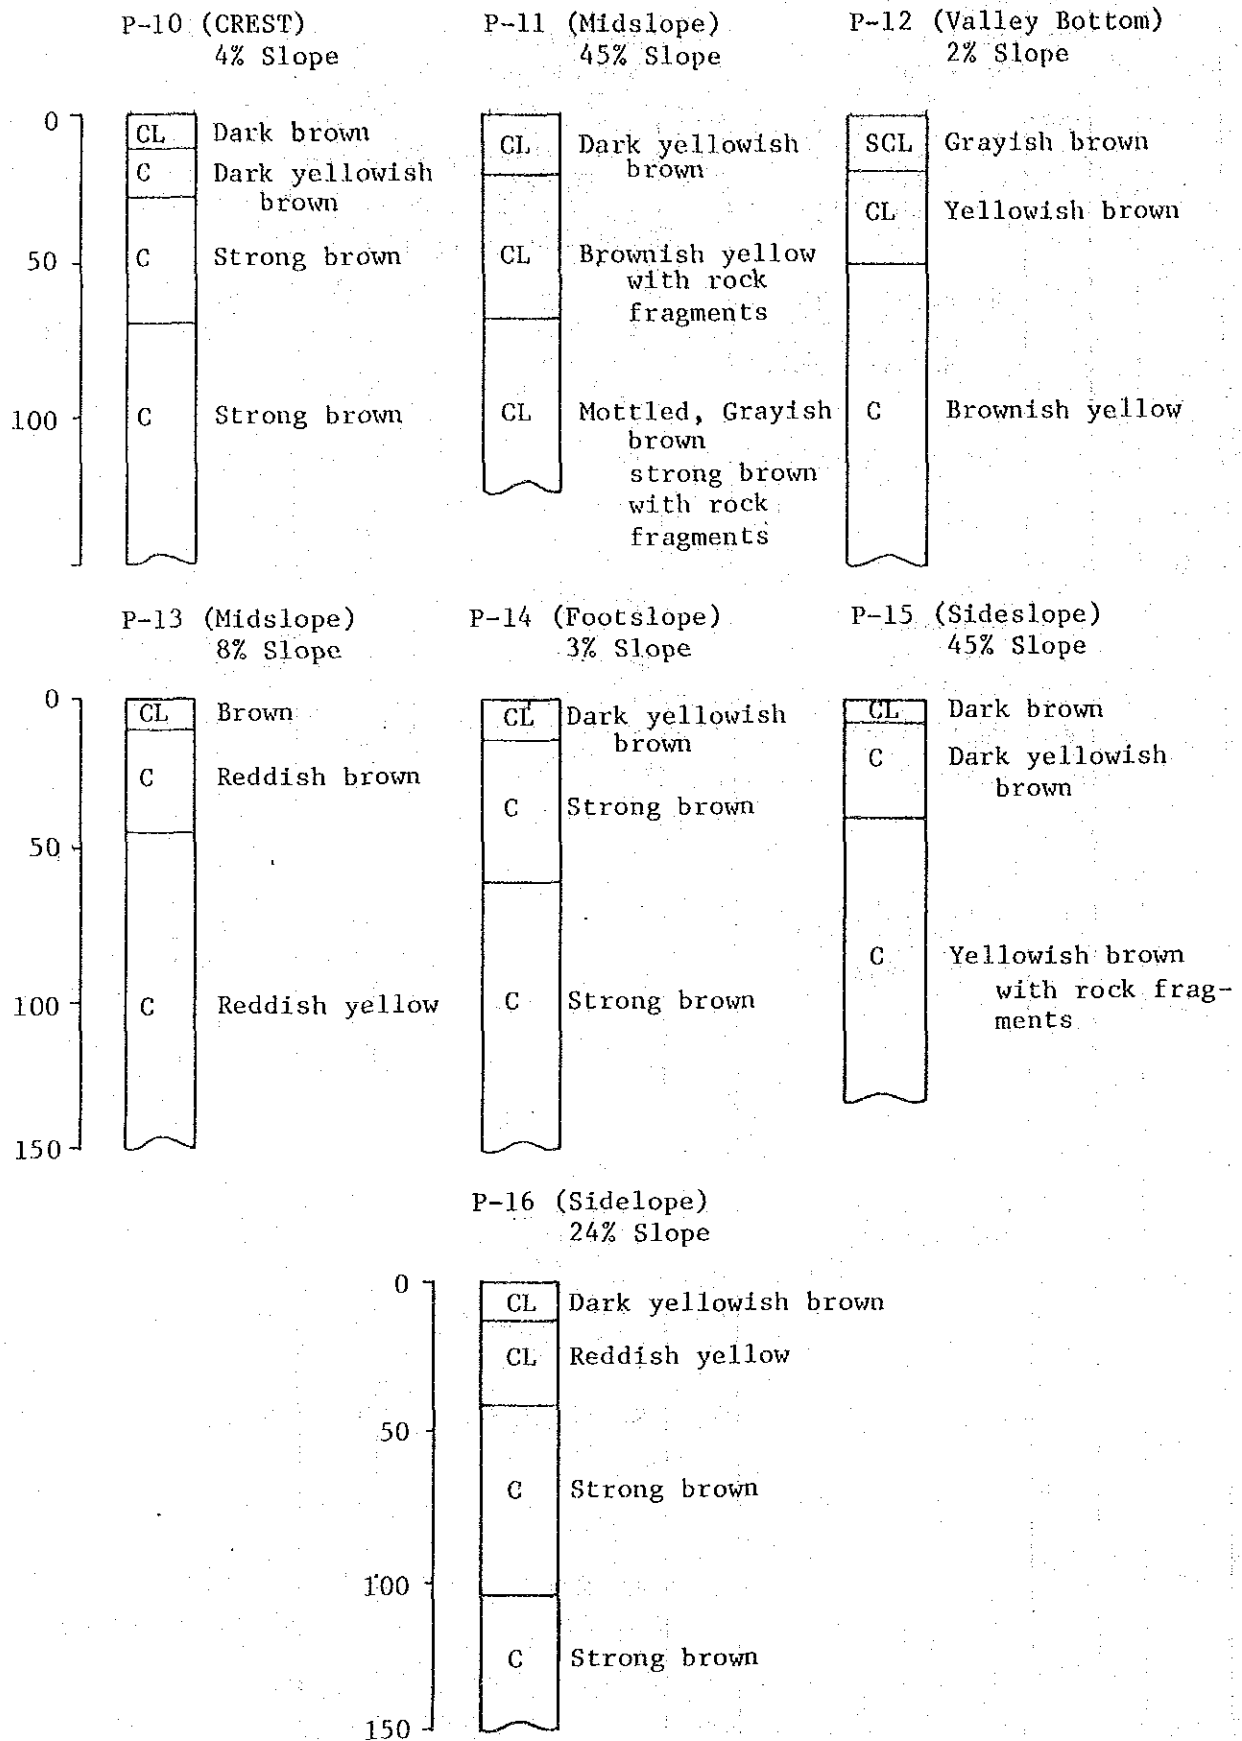 P-10 (CREST)
4% Slope
P-11 (Midslope)
45% Slope
P-12 (Valley Bottom)
2% Slope
0
50
100
CL Dark brown
C Dark yellowish
brown
C Strong brown
C Strong brown
CL Dark yellowish
brown
CL Brownish yellow
with rock
fragments
CL Mottled, Grayish
brown
strong brown
with rock
fragments
SCL Grayish brown
CL Yellowish brown
C Brownish yellow
P-13 (Midslope)
8% Slope
P-14 (Footslope)
3% Slope
P-15 (Sideslope)
45% Slope
0
50
100
150
CL Brown
C Reddish brown
C Reddish yellow
CL Dark yellowish
brown
C Strong brown
C Strong brown
CL Dark brown
C Dark yellowish
brown
C Yellowish brown
with rock frag-
ments
P-16 (Sidelope)
24% Slope
0
50
100
150
CL Dark yellowish brown
CL Reddish yellow
C Strong brown
C Strong brown